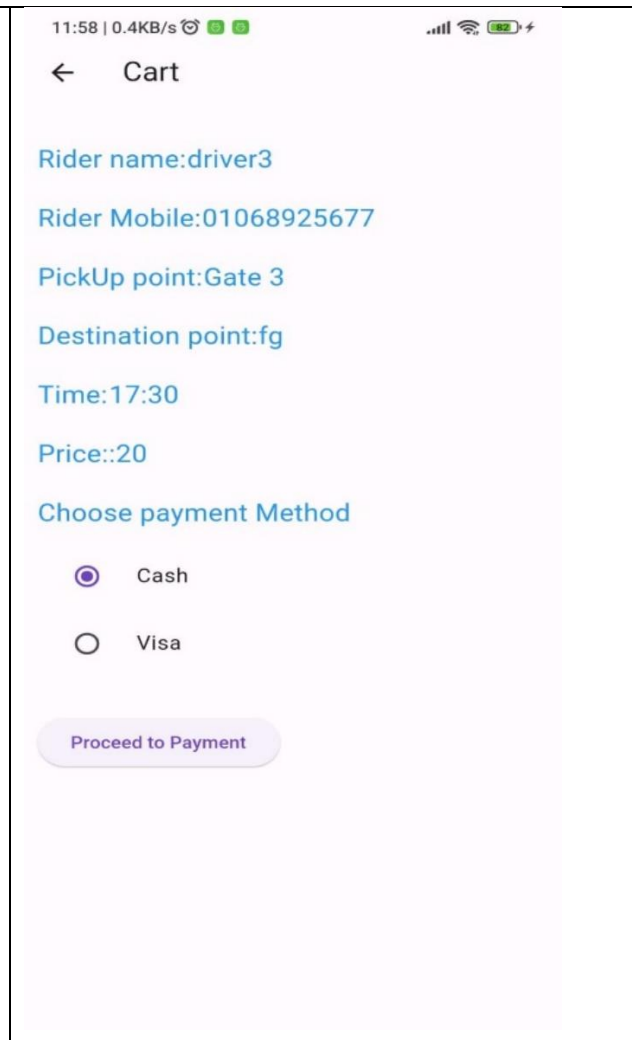 11:58 | 0.4KB/s
82
Cart
Rider name:driver3
Rider Mobile:01068925677
PickUp point:Gate 3
Destination point:fg
Time:17:30
Price::20
Choose payment Method
Cash
Visa
Proceed to Payment